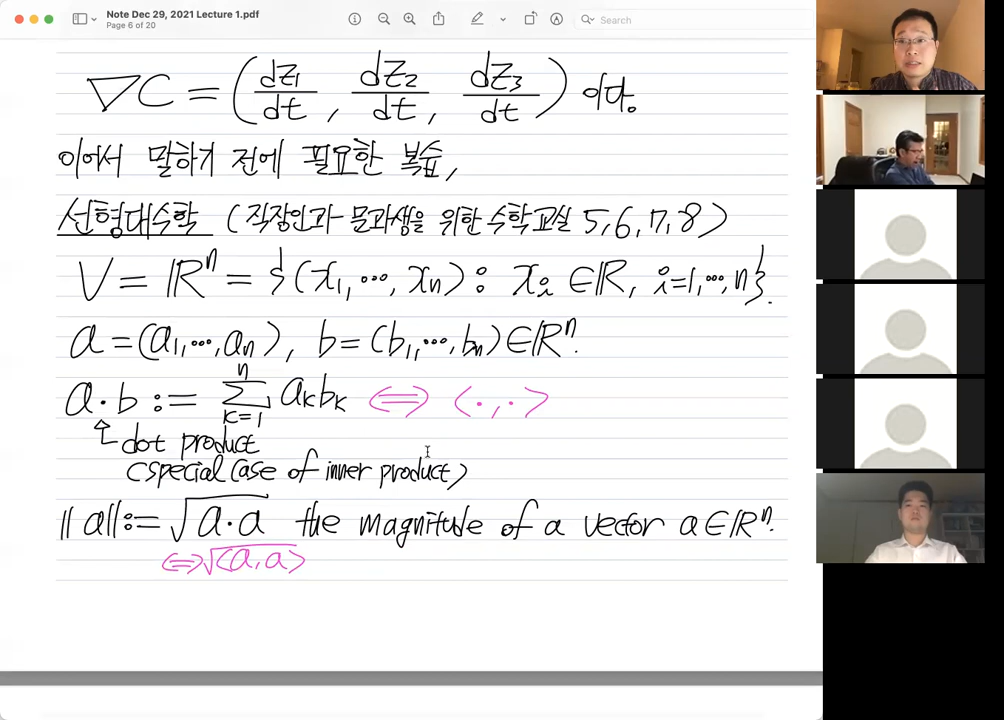 Note Dec 29, 2021 Lecture 1.pdf
Page 6 of 20
Search
▽C = (dz₁/dt, dz₂/dt, dz₃/dt) 이다.
이어서 말하기 전에 필요한 복습,
선형대수학 (직장인과 문과생을 위한 수학교실 5,6,7,8)
V = ℝⁿ = {(x₁,…,xₙ): xᵢ ∈ ℝ, i=1,…,n}.
a = (a₁,…,aₙ), b = (b₁,…,bₙ) ∈ ℝⁿ.
a·b := ∑ₖ₌₁ⁿ aₖbₖ ⟺ ⟨·,·⟩
dot product
(special case of inner product)
||a|| := √a·a the magnitude of a vector a∈ℝⁿ.
⟺ √⟨a,a⟩